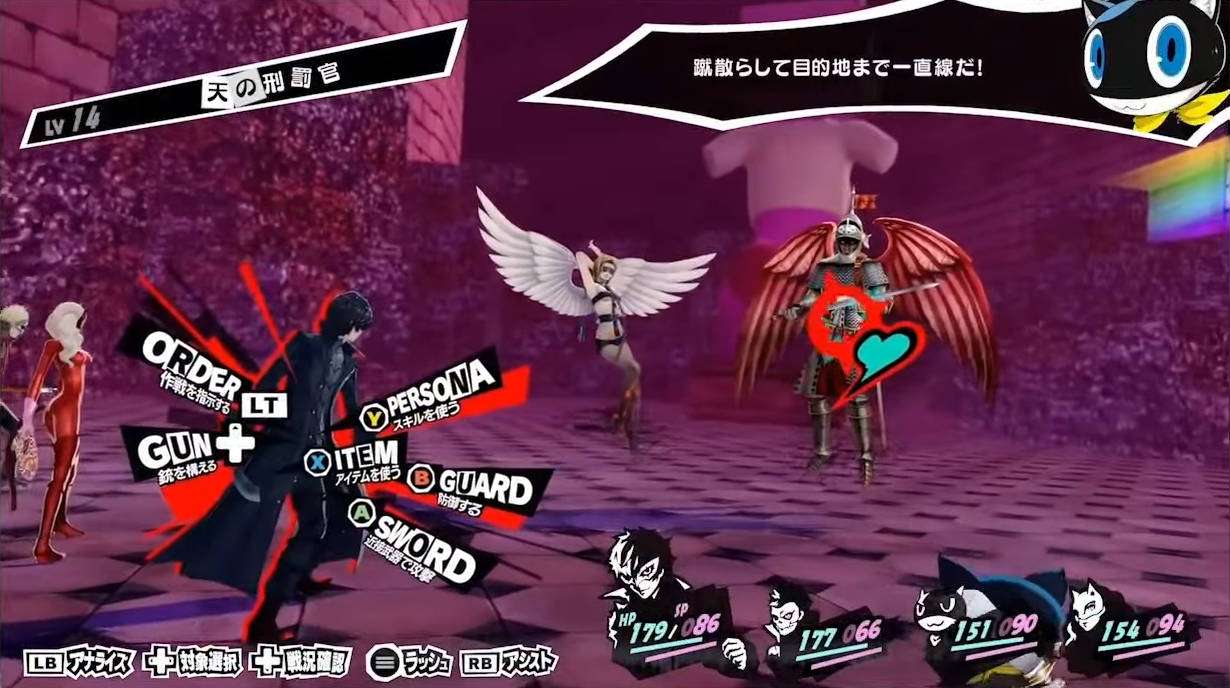 蹴散らして目的地まで一直線だ!
天の刑罰官
LV 14
ORDER
作戦を指示する
LT
PERSONA
Y スキルを使う
GUN
銃を構える
X ITEM
アイテムを使う
B GUARD
防御する
A SWORD
近接武器で攻撃
HP 179/ SP 086
177 066
151 090
154 094
LB アナライズ 対象選択 戦況確認 ラッシュ RB アシスト